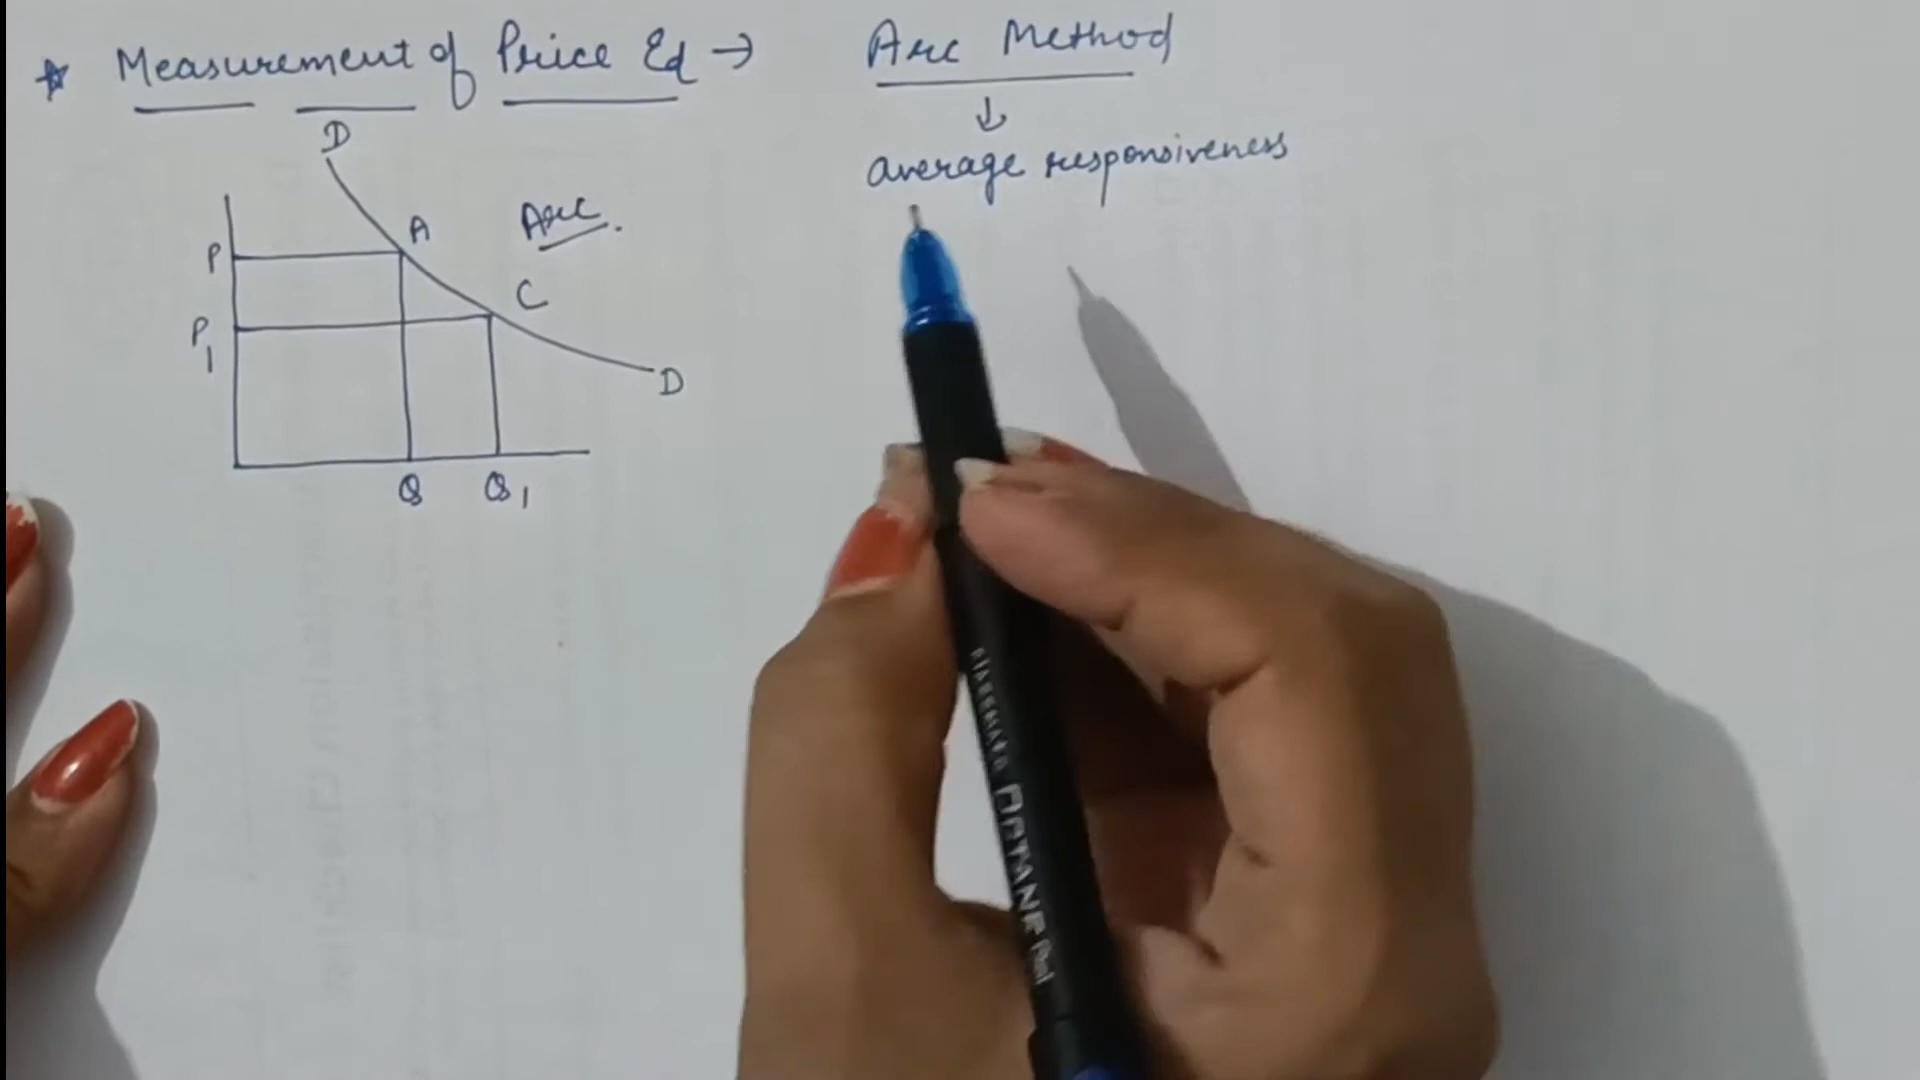 * Measurement of Price Ed → Arc Method
↓
average responsiveness
D
A
Arc.
P
C
P1
D
Q Q1